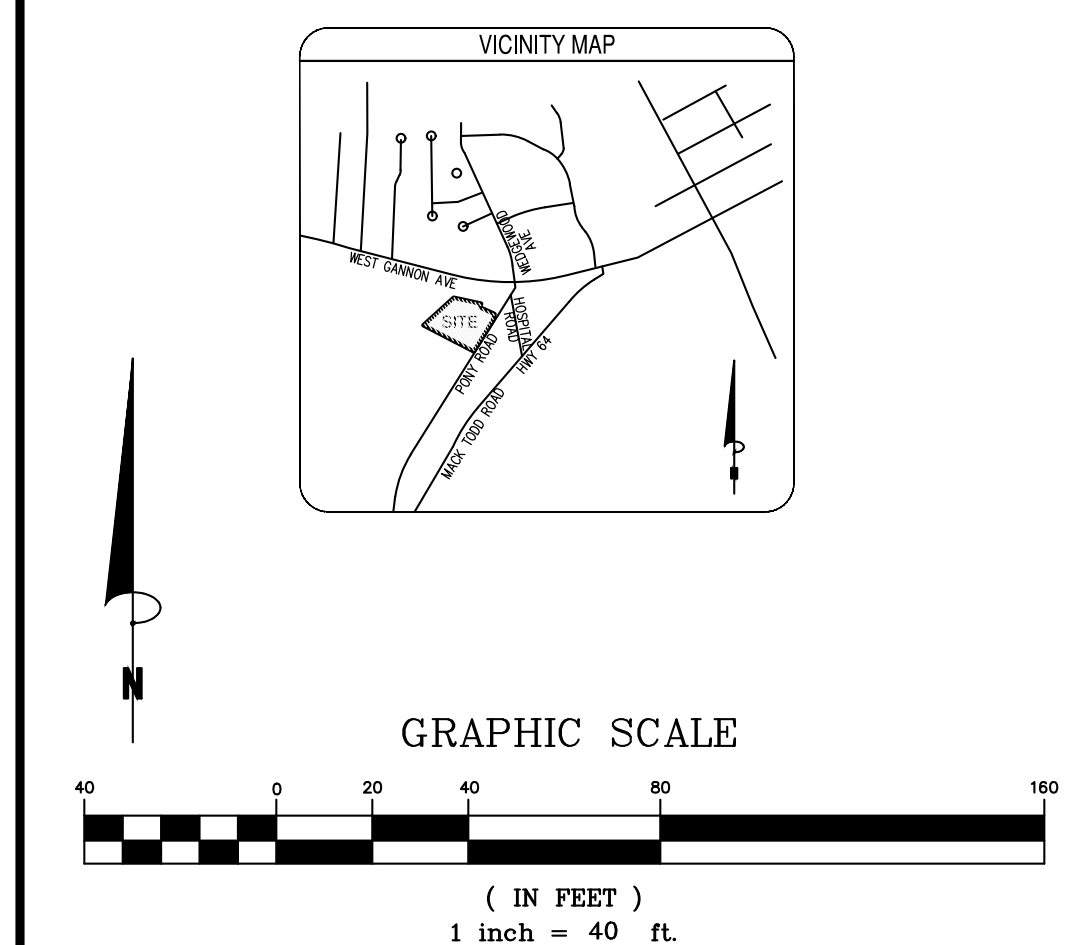 VICINITY MAP
WEDGEWOOD
AVE
WEST GANNON AVE
SITE
HOSPITAL
ROAD
PONY ROAD
HWY 64
MACK TODD ROAD
N
N
GRAPHIC SCALE
40 0 20 40 80 160
( IN FEET )
1 inch = 40 ft.